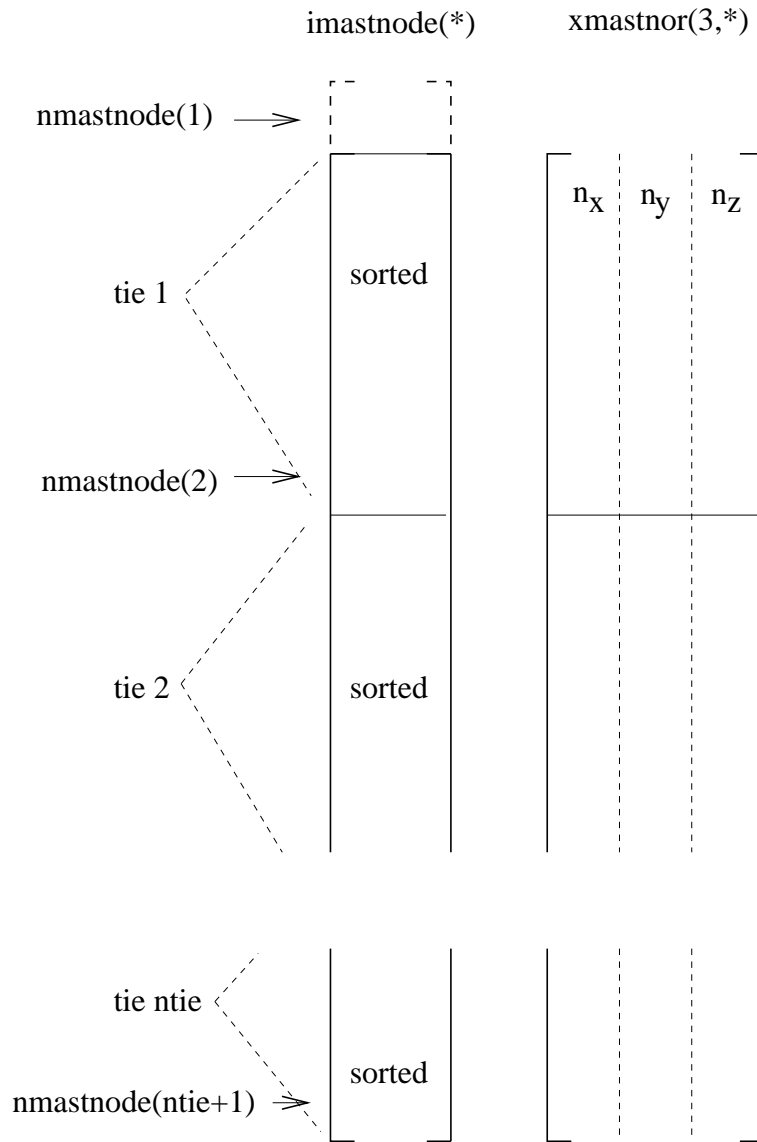 imastnode(*) xmastnor(3,*)
nmastnode(1)
n_x n_y n_z
sorted
tie 1
nmastnode(2)
tie 2 sorted
tie ntie
sorted
nmastnode(ntie+1)